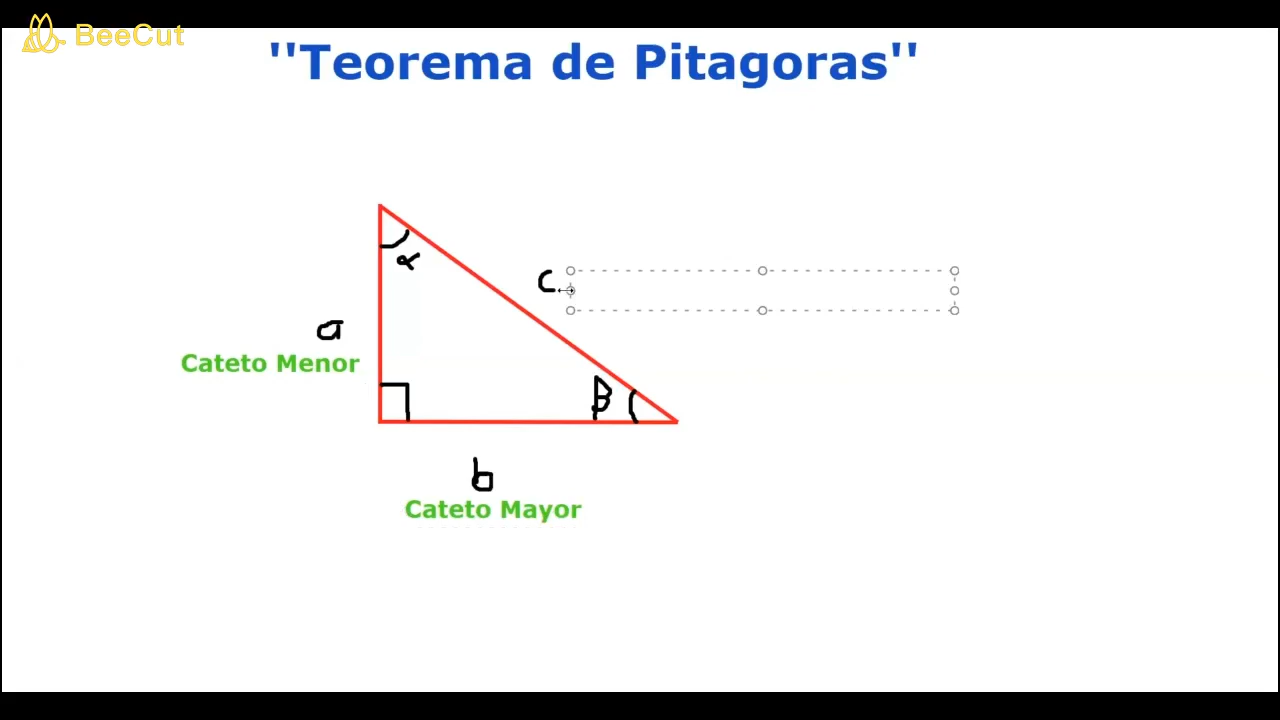 BeeCut
''Teorema de Pitagoras''
α
c
a
Cateto Menor
B
b
Cateto Mayor